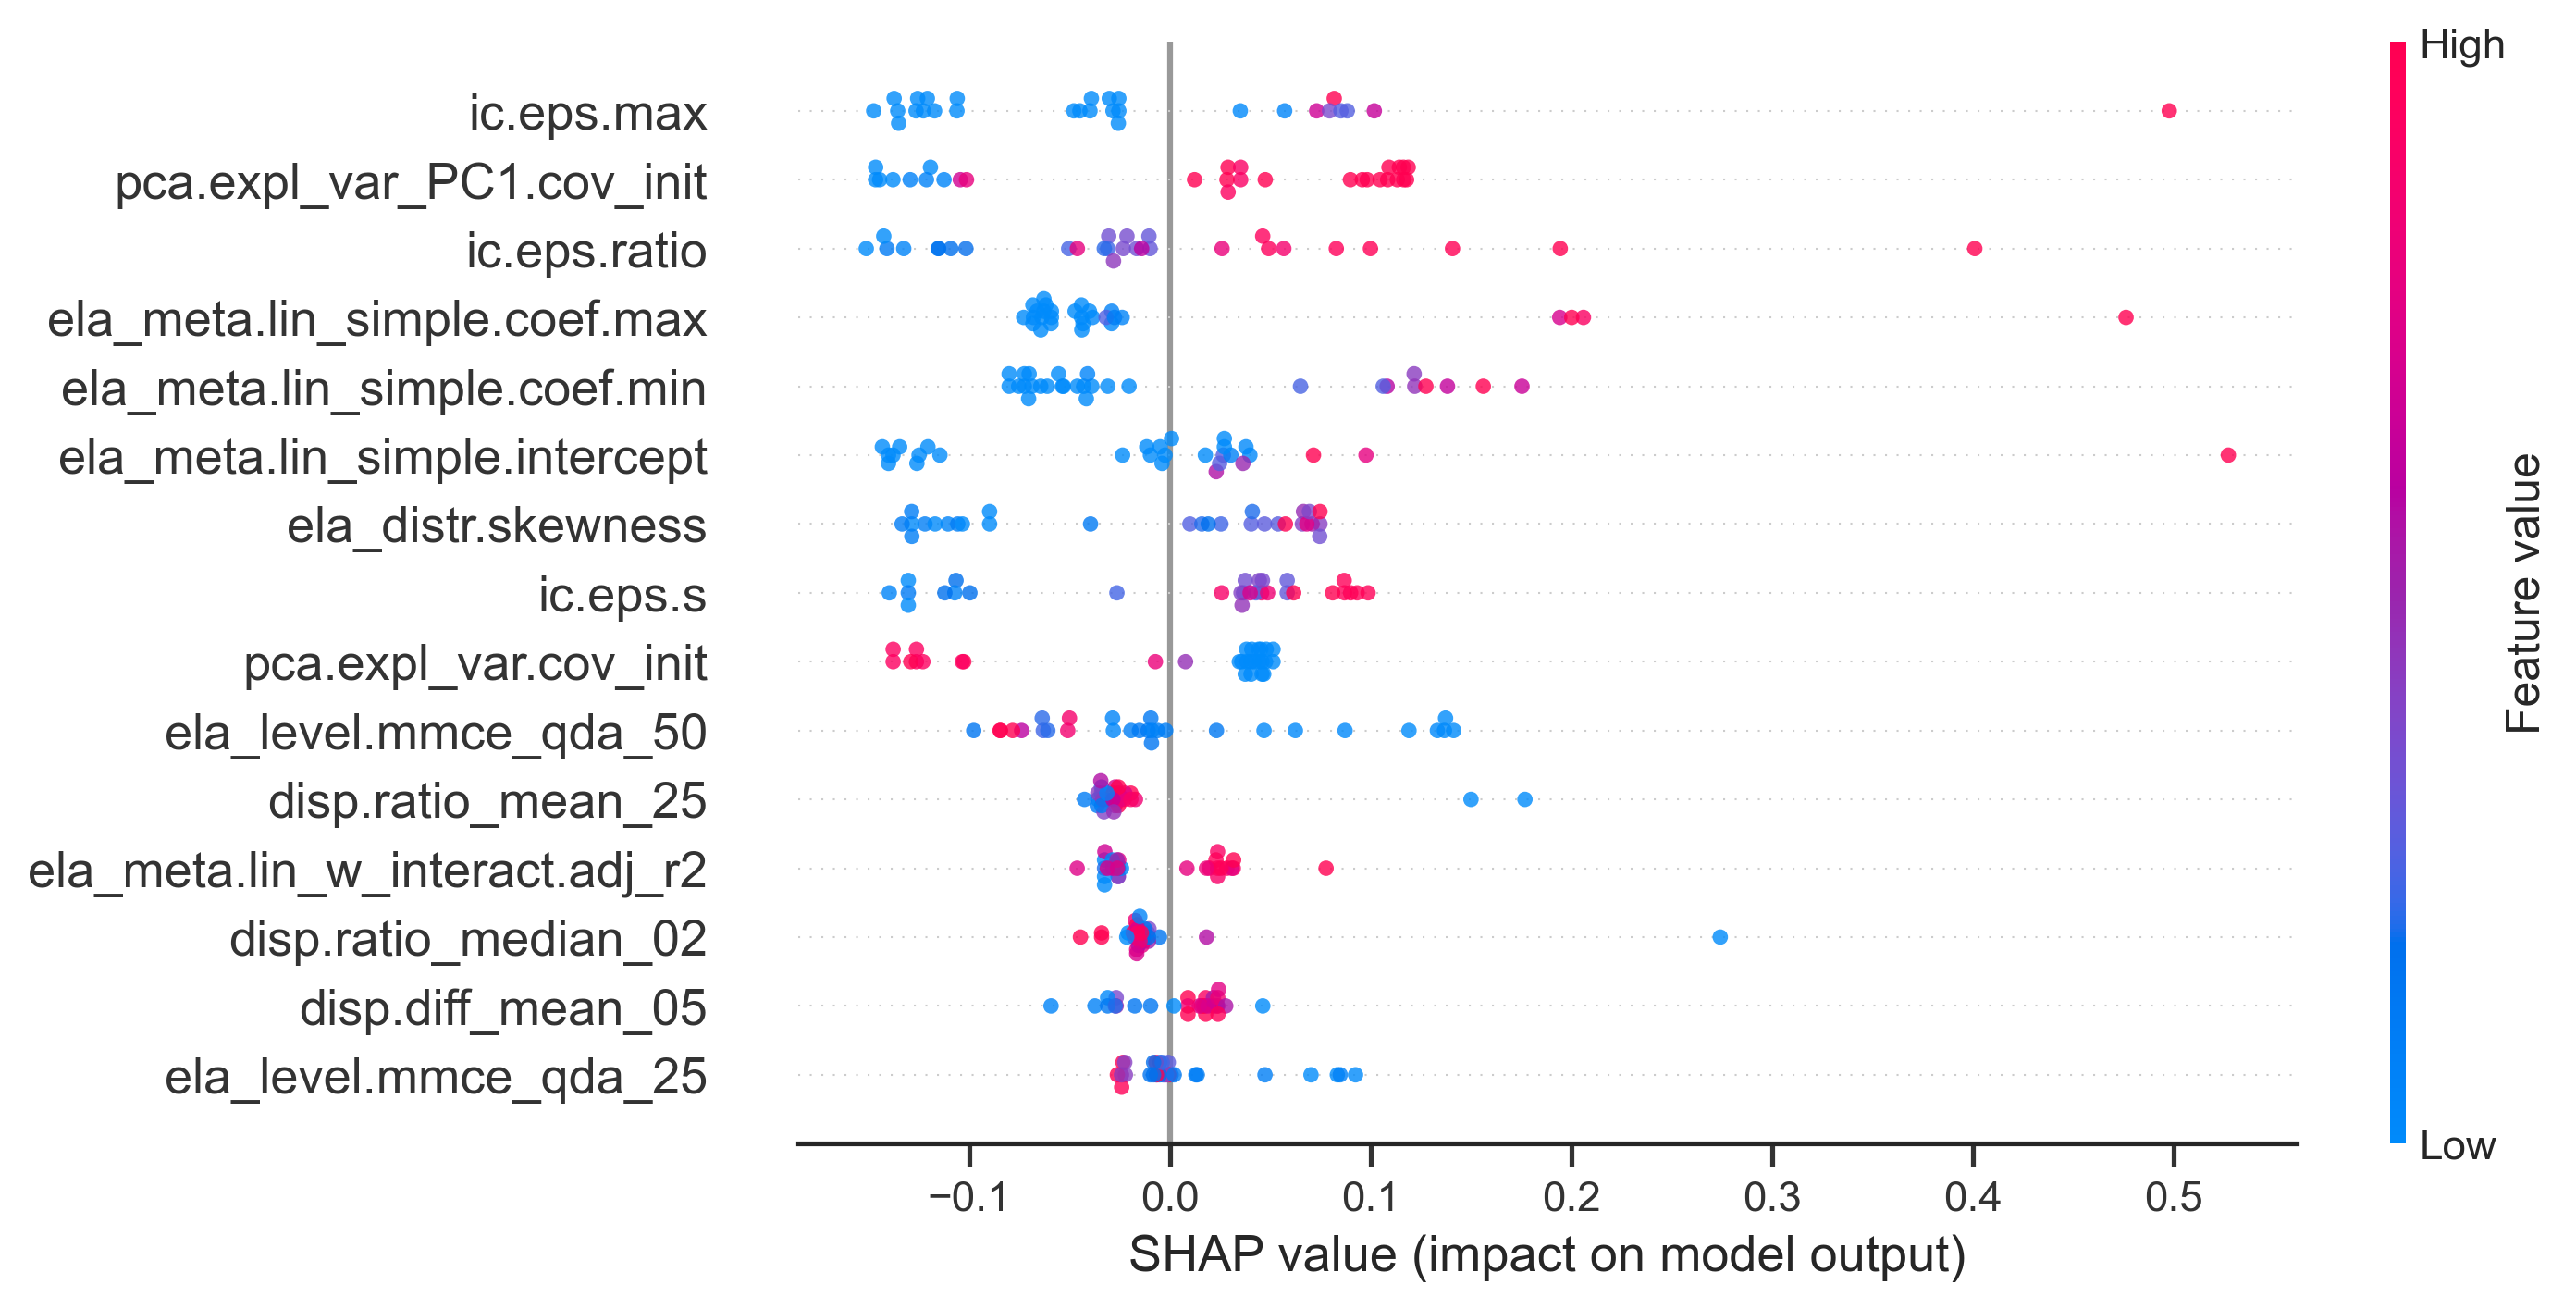 High
ic.eps.max
pca.expl_var_PC1.cov_init
ic.eps.ratio
ela_meta.lin_simple.coef.max
ela_meta.lin_simple.coef.min
ela_meta.lin_simple.intercept
ela_distr.skewness
ic.eps.s
pca.expl_var.cov_init
ela_level.mmce_qda_50
disp.ratio_mean_25
ela_meta.lin_w_interact.adj_r2
disp.ratio_median_02
disp.diff_mean_05
ela_level.mmce_qda_25
Feature value
Low
−0.1 0.0 0.1 0.2 0.3 0.4 0.5
SHAP value (impact on model output)